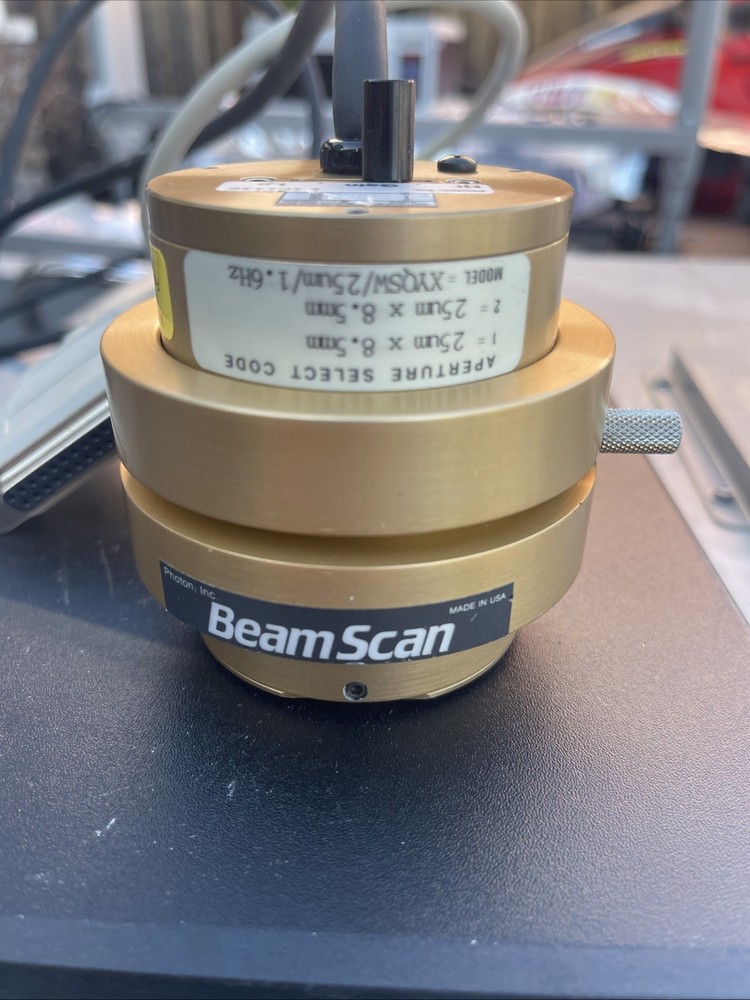 APERTURE SELECT CODE
1 = 25um x 8.5mm
2 = 25um x 8.5mm
MODEL = XYQSW/25um/1.6Hz
Photon, Inc.
MADE IN USA
BeamScan